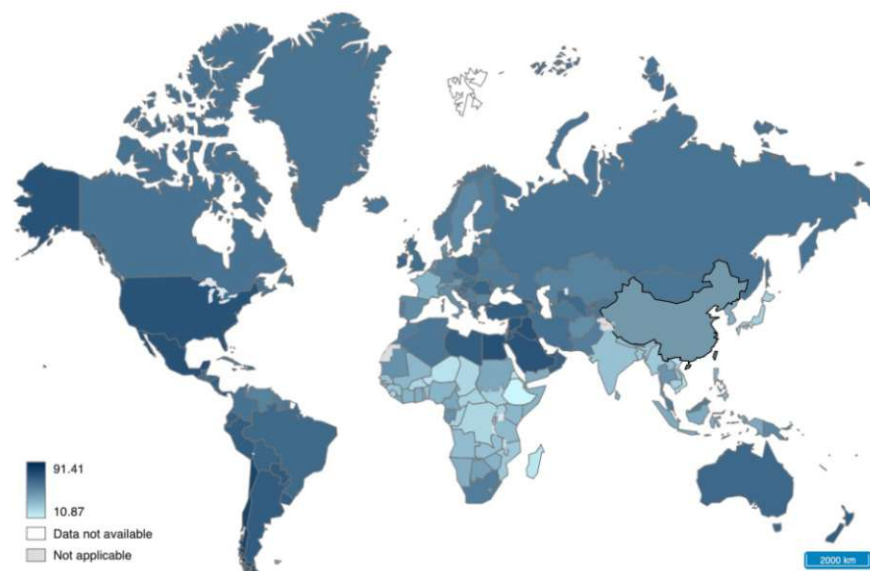 91.41
10.87
Data not available
Not applicable
2000 km